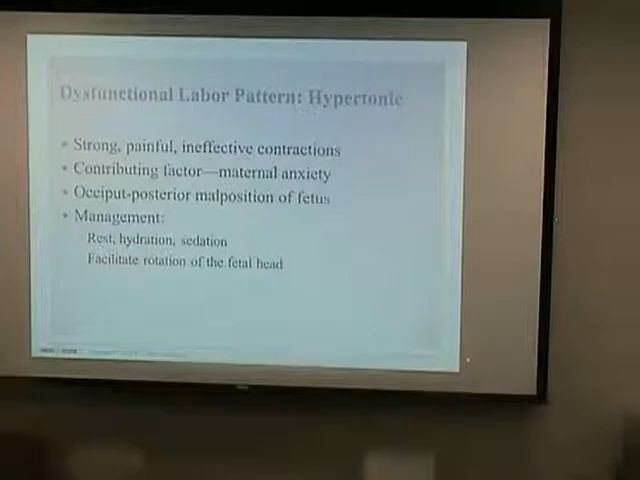 Dysfunctional Labor Pattern: Hypertonic
• Strong, painful, ineffective contractions
• Contributing factor—maternal anxiety
• Occiput-posterior malposition of fetus
• Management:
Rest, hydration, sedation
Facilitate rotation of the fetal head